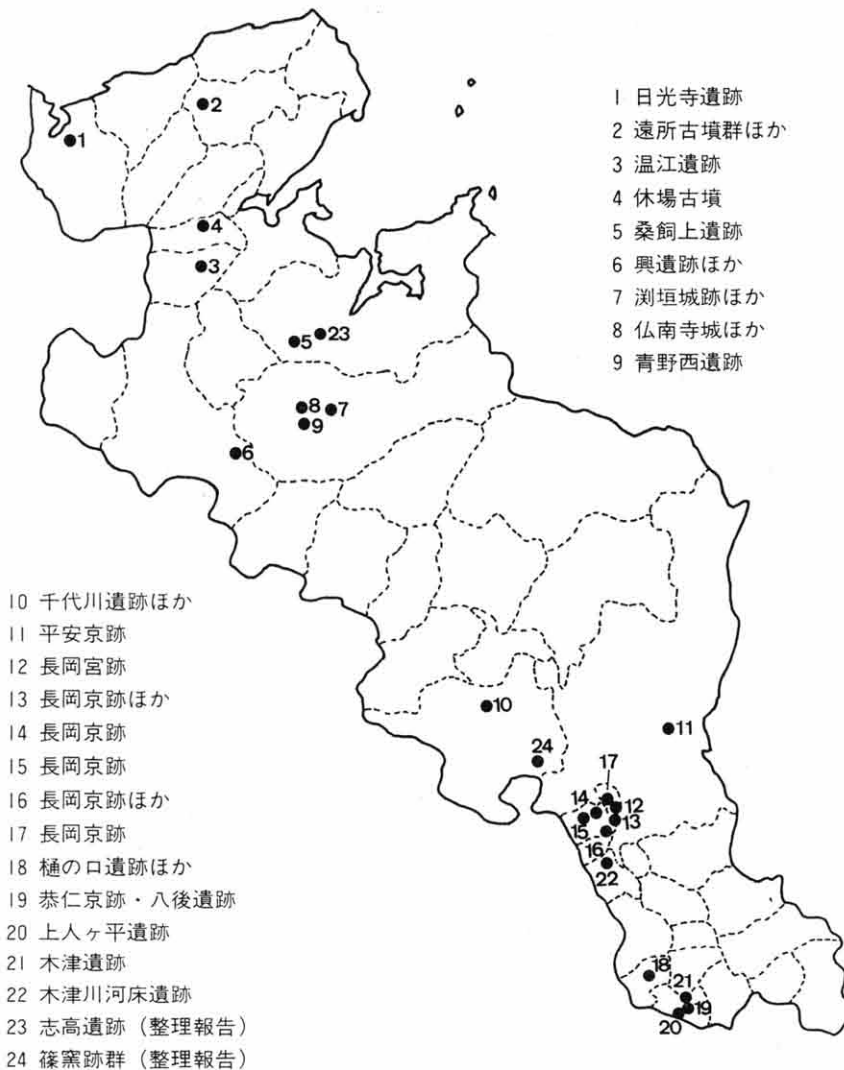 1 日光寺遺跡
2 遠所古墳群ほか
3 温江遺跡
4 休場古墳
5 桑飼上遺跡
6 興遺跡ほか
7 渕垣城跡ほか
8 仏南寺城ほか
9 青野西遺跡
10 千代川遺跡ほか
11 平安京跡
12 長岡宮跡
13 長岡京跡ほか
14 長岡京跡
15 長岡京跡
16 長岡京跡ほか
17 長岡京跡
18 樋の口遺跡ほか
19 恭仁京跡・八後遺跡
20 上人ヶ平遺跡
21 木津遺跡
22 木津川河床遺跡
23 志高遺跡（整理報告）
24 篠窯跡群（整理報告）
2
1
4
3
5
23
8
7
9
6
10
11
24
17
14
12
15
13
16
22
18
21
19
20